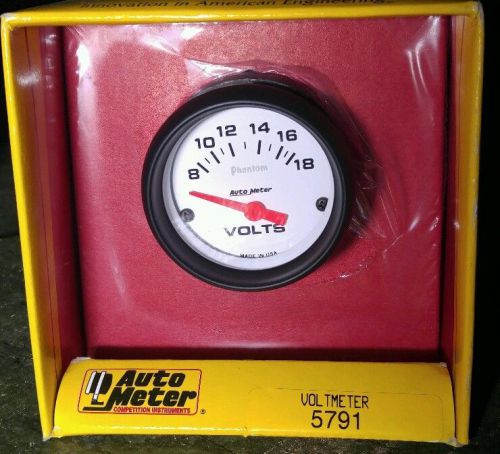 Innovation in American Engineering
8 10 12 14 16 18
Phantom
Auto Meter
VOLTS
MADE IN USA
Auto
Meter
COMPETITION INSTRUMENTS
®
VOLTMETER
5791